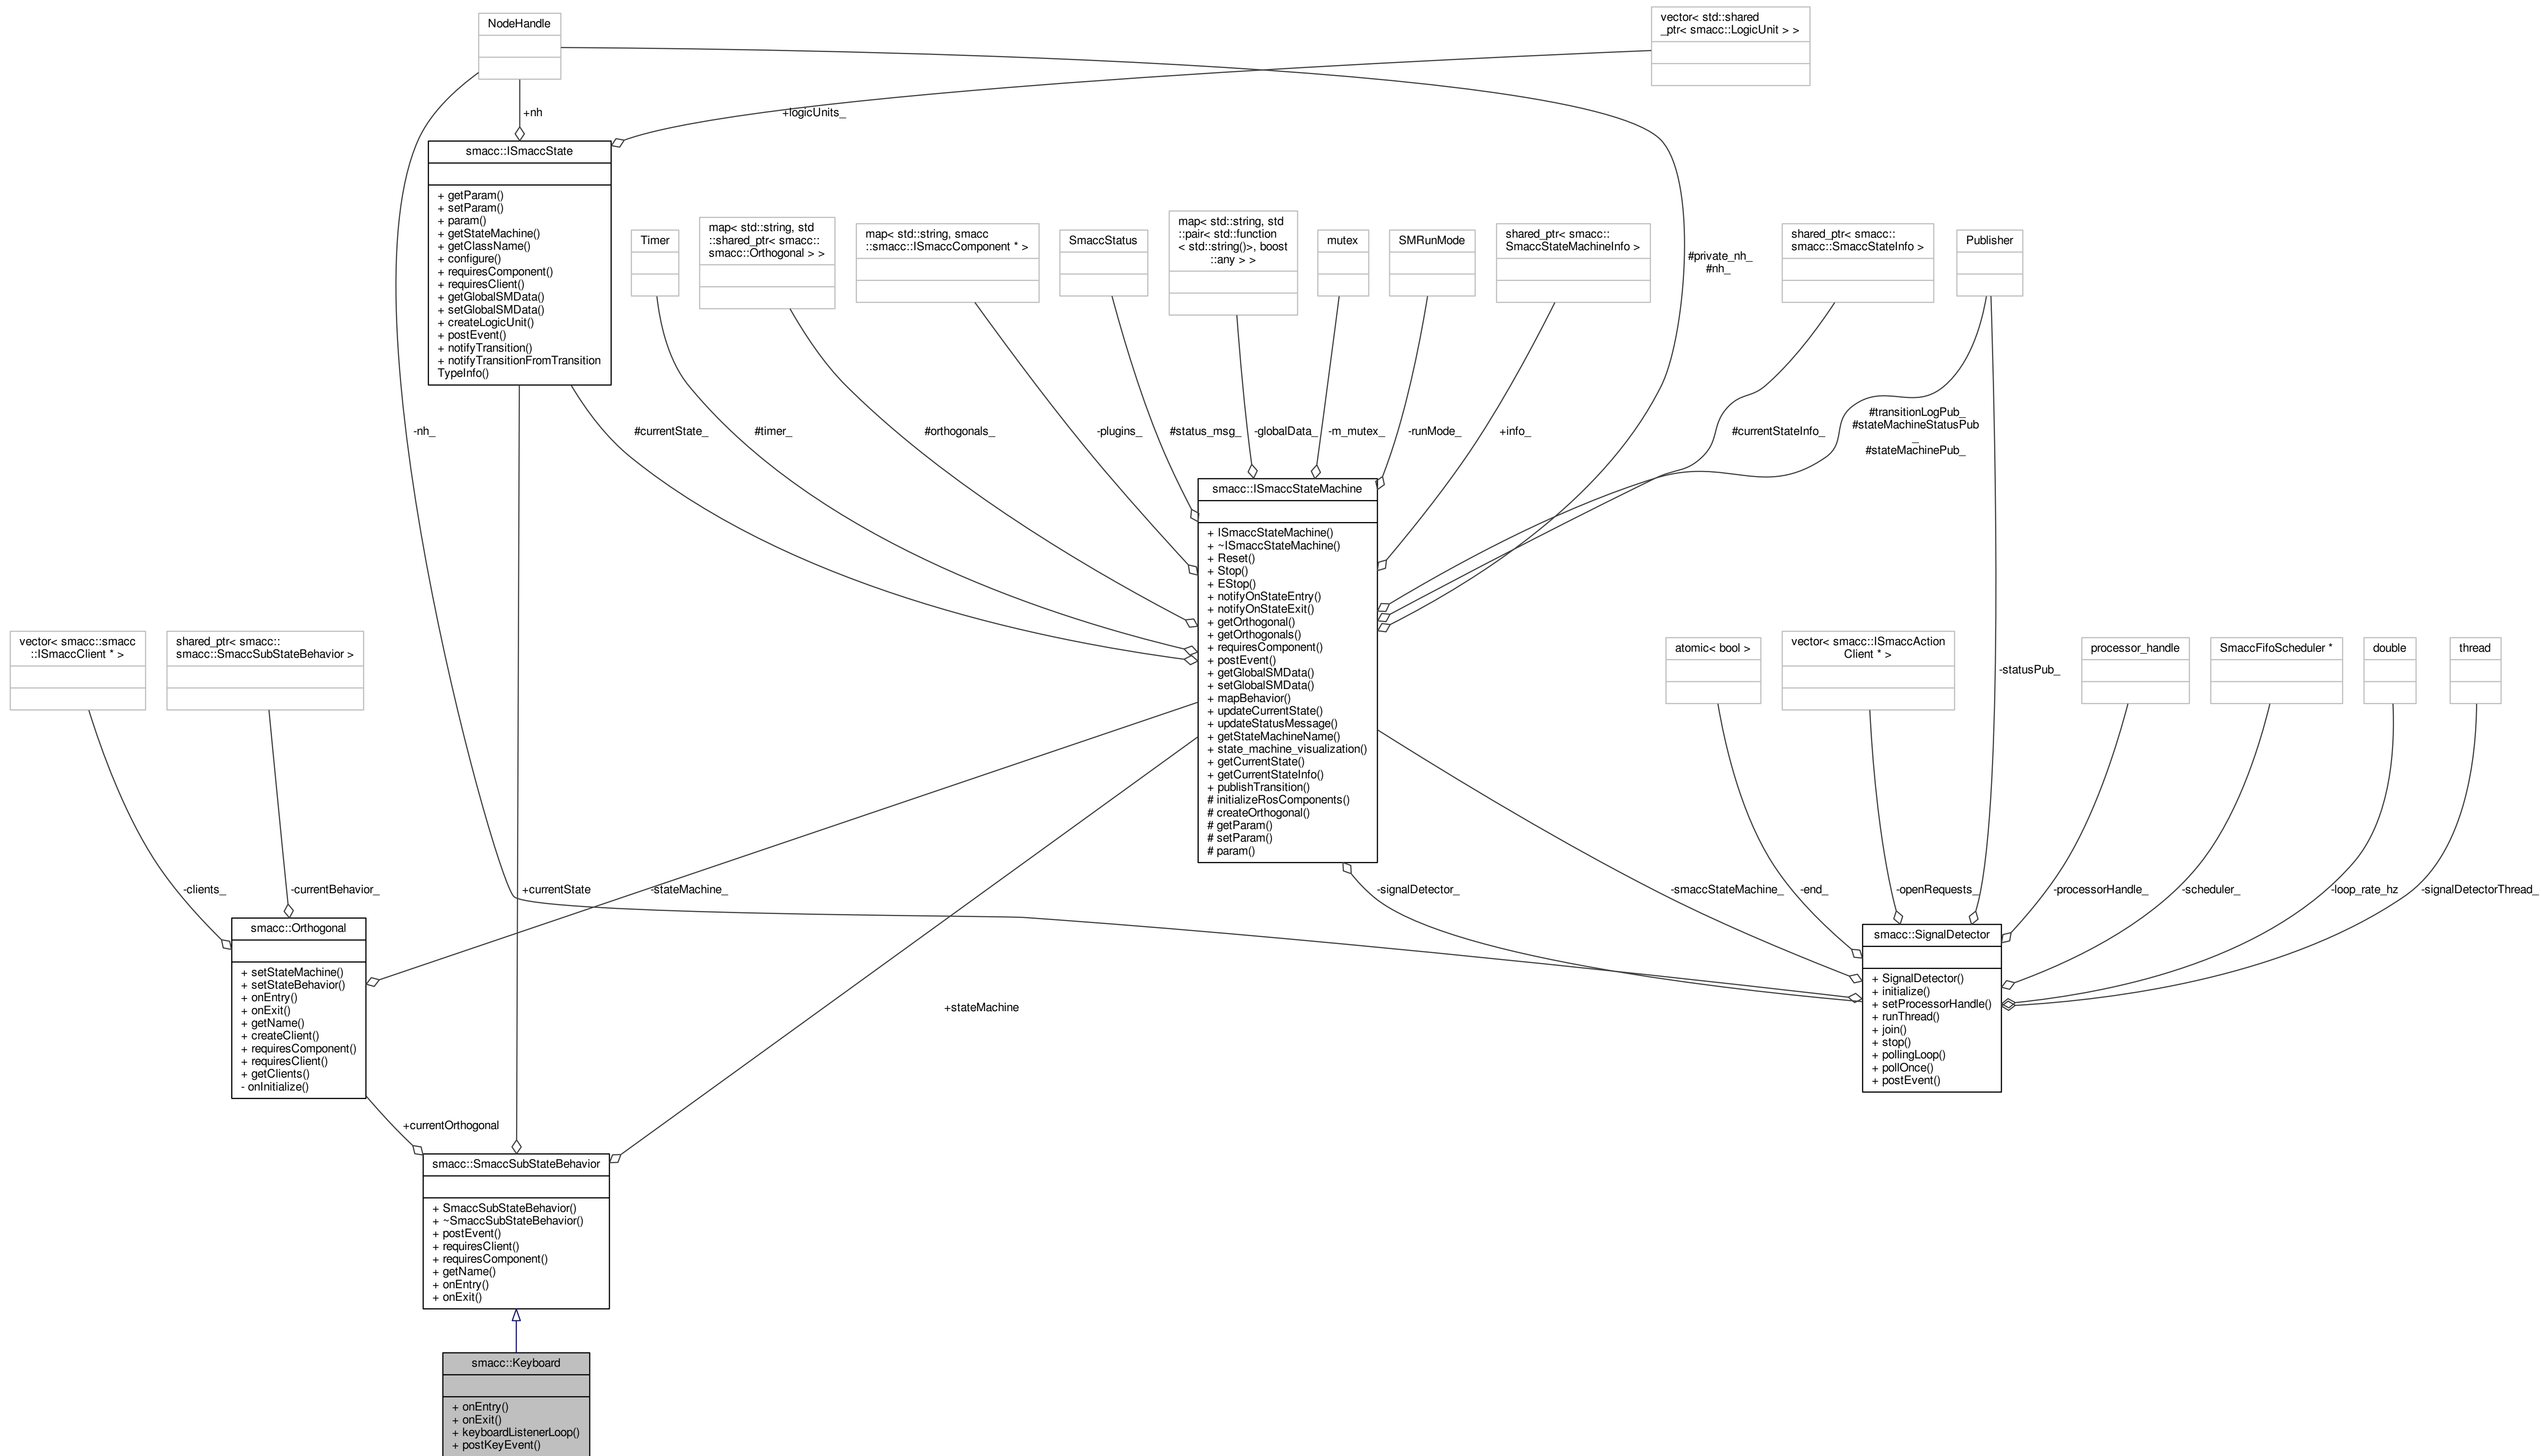 NodeHandle
vector< std::shared
_ptr< smacc::LogicUnit > >
+nh
+logicUnits_
smacc::ISmaccState
+ getParam()
+ setParam()
+ param()
+ getStateMachine()
+ getClassName()
+ configure()
+ requiresComponent()
+ requiresClient()
+ getGlobalSMData()
+ setGlobalSMData()
+ createLogicUnit()
+ postEvent()
+ notifyTransition()
+ notifyTransitionFromTransition
TypeInfo()
Timer
map< std::string, std
::shared_ptr< smacc::
smacc::Orthogonal > >
map< std::string, smacc
::smacc::ISmaccComponent * >
SmaccStatus
map< std::string, std
::pair< std::function
< std::string()>, boost
::any > >
mutex
SMRunMode
shared_ptr< smacc::
SmaccStateMachineInfo >
#private_nh_
#nh_
shared_ptr< smacc::
smacc::SmaccStateInfo >
Publisher
-nh_
#currentState_
#timer_
#orthogonals_
-plugins_
#status_msg_
-globalData_
-m_mutex_
-runMode_
+info_
#currentStateInfo_
#transitionLogPub_
#stateMachineStatusPub
_
#stateMachinePub_
smacc::ISmaccStateMachine
+ ISmaccStateMachine()
+ ~ISmaccStateMachine()
+ Reset()
+ Stop()
+ EStop()
+ notifyOnStateEntry()
+ notifyOnStateExit()
+ getOrthogonal()
+ getOrthogonals()
+ requiresComponent()
+ postEvent()
+ getGlobalSMData()
+ setGlobalSMData()
+ mapBehavior()
+ updateCurrentState()
+ updateStatusMessage()
+ getStateMachineName()
+ state_machine_visualization()
+ getCurrentState()
+ getCurrentStateInfo()
+ publishTransition()
# initializeRosComponents()
# createOrthogonal()
# getParam()
# setParam()
# param()
vector< smacc::smacc
::ISmaccClient * >
shared_ptr< smacc::
smacc::SmaccSubStateBehavior >
atomic< bool >
vector< smacc::ISmaccAction
Client * >
-statusPub_
processor_handle
SmaccFifoScheduler *
double
thread
-clients_
-currentBehavior_
+currentState
-stateMachine_
-signalDetector_
-smaccStateMachine_
-end_
-openRequests_
-processorHandle_
-scheduler_
-loop_rate_hz
-signalDetectorThread_
smacc::Orthogonal
+ setStateMachine()
+ setStateBehavior()
+ onEntry()
+ onExit()
+ getName()
+ createClient()
+ requiresComponent()
+ requiresClient()
+ getClients()
- onInitialize()
+stateMachine
smacc::SignalDetector
+ SignalDetector()
+ initialize()
+ setProcessorHandle()
+ runThread()
+ join()
+ stop()
+ pollingLoop()
+ pollOnce()
+ postEvent()
+currentOrthogonal
smacc::SmaccSubStateBehavior
+ SmaccSubStateBehavior()
+ ~SmaccSubStateBehavior()
+ postEvent()
+ requiresClient()
+ requiresComponent()
+ getName()
+ onEntry()
+ onExit()
smacc::Keyboard
+ onEntry()
+ onExit()
+ keyboardListenerLoop()
+ postKeyEvent()